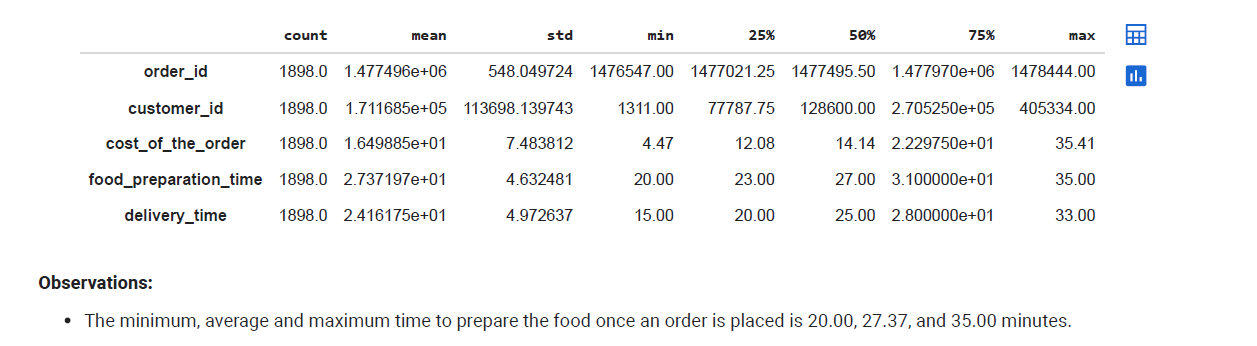 count mean std min 25% 50% 75% max
order_id 1898.0 1.477496e+06 548.049724 1476547.00 1477021.25 1477495.50 1.477970e+06 1478444.00
customer_id 1898.0 1.711685e+05 113698.139743 1311.00 77787.75 128600.00 2.705250e+05 405334.00
cost_of_the_order 1898.0 1.649885e+01 7.483812 4.47 12.08 14.14 2.229750e+01 35.41
food_preparation_time 1898.0 2.737197e+01 4.632481 20.00 23.00 27.00 3.100000e+01 35.00
delivery_time 1898.0 2.416175e+01 4.972637 15.00 20.00 25.00 2.800000e+01 33.00
Observations:
• The minimum, average and maximum time to prepare the food once an order is placed is 20.00, 27.37, and 35.00 minutes.